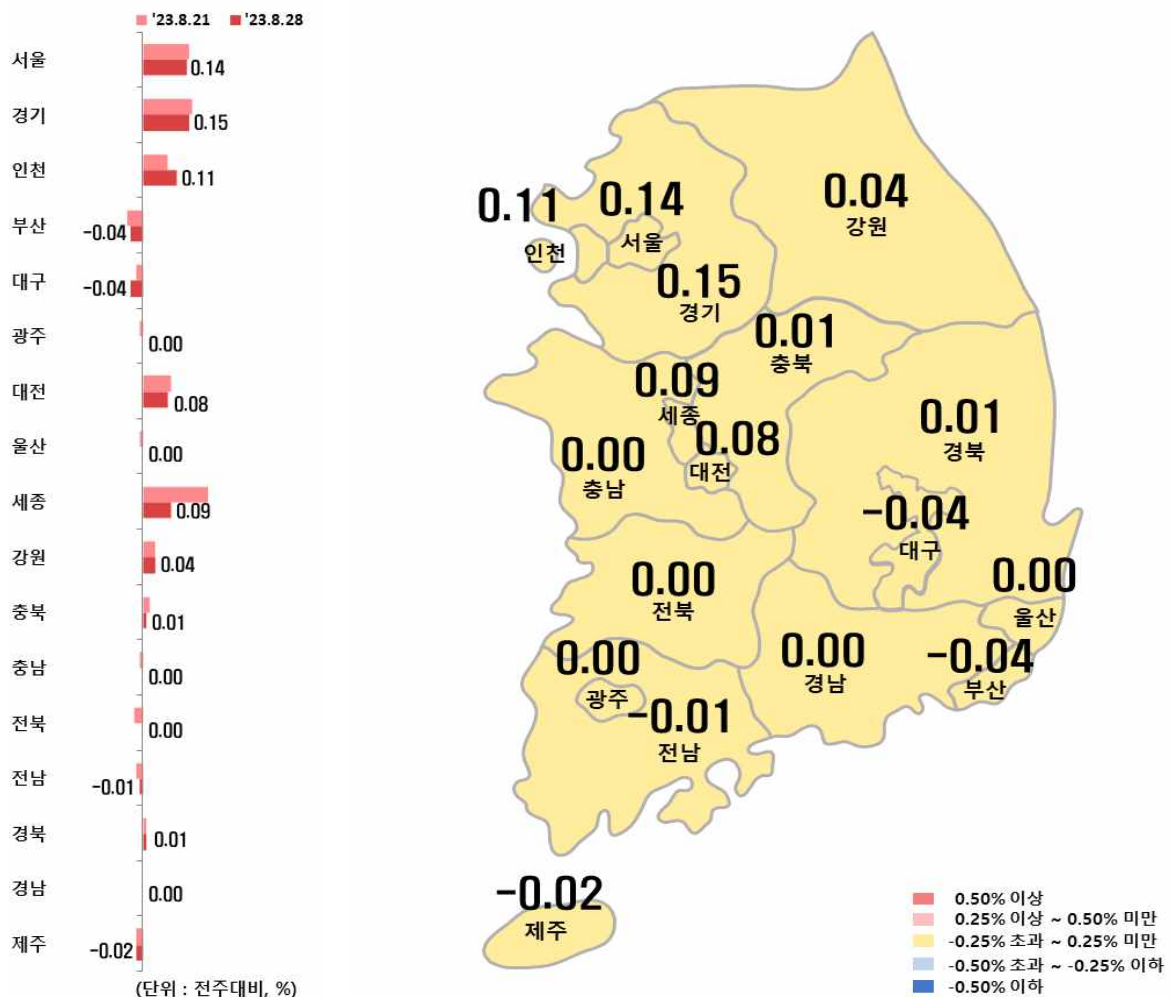 '23.8.21 '23.8.28
서울 0.14
경기 0.15
인천 0.11
부산 -0.04
대구 -0.04
광주 0.00
대전 0.08
울산 0.00
세종 0.09
강원 0.04
충북 0.01
충남 0.00
전북 0.00
전남 -0.01
경북 0.01
경남 0.00
제주 -0.02
(단위 : 전주대비, %)
0.11
인천
0.14
서울
0.04
강원
0.15
경기
0.01
충북
0.09
세종
0.01
경북
0.08
대전
0.00
충남
-0.04
대구
0.00
울산
0.00
전북
0.00
경남
-0.04
부산
0.00
광주
-0.01
전남
-0.02
제주
0.50% 이상
0.25% 이상 ~ 0.50% 미만
-0.25% 초과 ~ 0.25% 미만
-0.50% 초과 ~ -0.25% 이하
-0.50% 이하